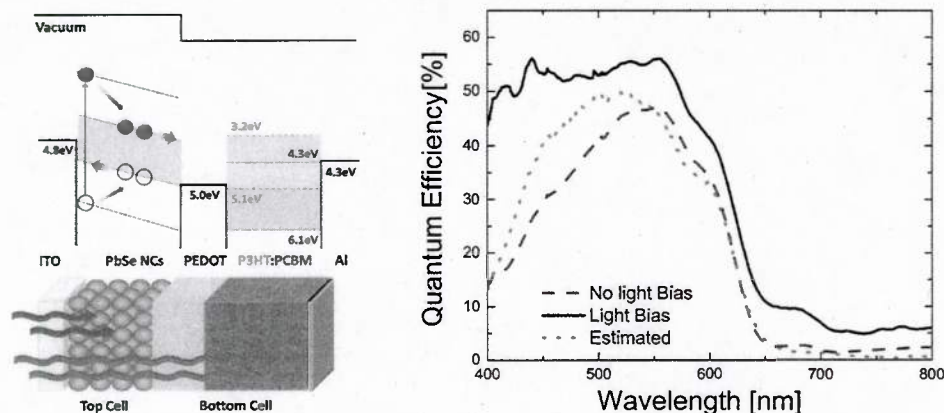 Vacuum
4.8eV
3.2eV
4.3eV
5.0eV
5.1eV
4.3eV
6.1eV
ITO PbSe NCs PEDOT P3HT:PCBM Al
Top Cell Bottom Cell
Quantum Efficiency[%]
60
50
40
30
20
10
0
No light Bias
Light Bias
Estimated
400 500 600 700 800
Wavelength [nm]